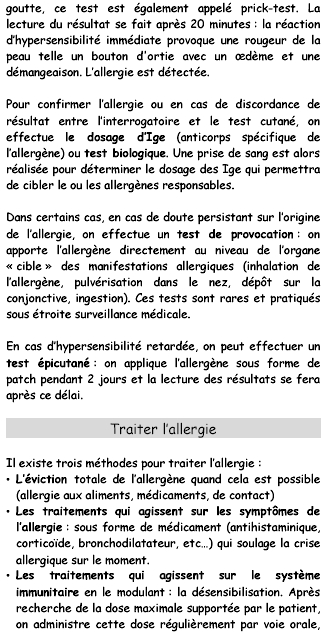 goutte, ce test est également appelé prick-test. La
lecture du résultat se fait après 20 minutes : la réaction
d'hypersensibilité immédiate provoque une rougeur de la
peau telle un bouton d'ortie avec un œdème et une
démangeaison. L'allergie est détectée.
Pour confirmer l'allergie ou en cas de discordance de
résultat entre l'interrogatoire et le test cutané, on
effectue le dosage d'Ige (anticorps spécifique de
l'allergène) ou test biologique. Une prise de sang est alors
réalisée pour déterminer le dosage des Ige qui permettra
de cibler le ou les allergènes responsables.
Dans certains cas, en cas de doute persistant sur l'origine
de l'allergie, on effectue un test de provocation : on
apporte l'allergène directement au niveau de l'organe
« cible » des manifestations allergiques (inhalation de
l'allergène, pulvérisation dans le nez, dépôt sur la
conjonctive, ingestion). Ces tests sont rares et pratiqués
sous étroite surveillance médicale.
En cas d'hypersensibilité retardée, on peut effectuer un
test épicutané : on applique l'allergène sous forme de
patch pendant 2 jours et la lecture des résultats se fera
après ce délai.
Traiter l'allergie
Il existe trois méthodes pour traiter l'allergie :
• L'éviction totale de l'allergène quand cela est possible
(allergie aux aliments, médicaments, de contact)
• Les traitements qui agissent sur les symptômes de
l'allergie : sous forme de médicament (antihistaminique,
corticoïde, bronchodilatateur, etc…) qui soulage la crise
allergique sur le moment.
• Les traitements qui agissent sur le système
immunitaire en le modulant : la désensibilisation. Après
recherche de la dose maximale supportée par le patient,
on administre cette dose régulièrement par voie orale,